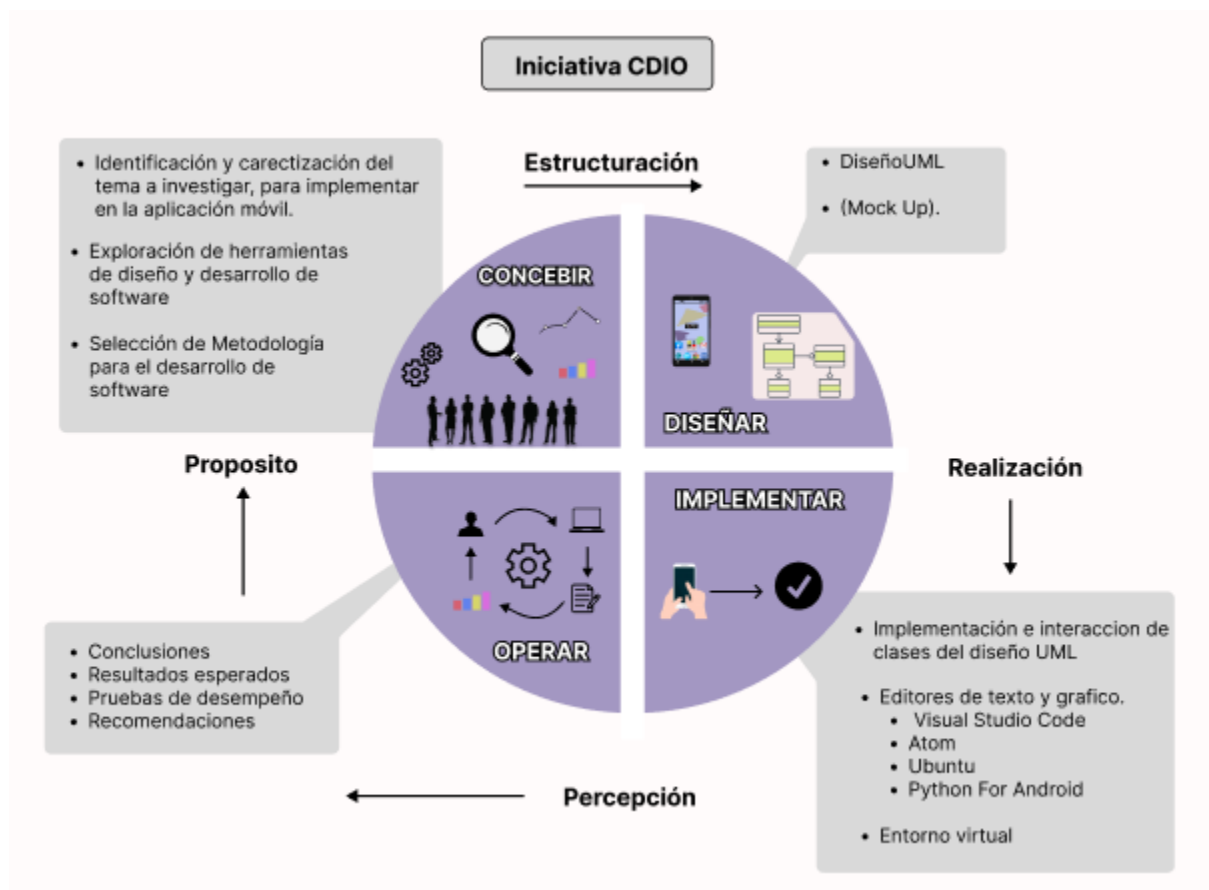 Iniciativa CDIO
• Identificación y carectización del
tema a investigar, para implementar
en la aplicación móvil.
• Exploración de herramientas
de diseño y desarrollo de
software
• Selección de Metodología
para el desarrollo de
software
Estructuración
• DiseñoUML
• (Mock Up).
CONCEBIR
DISEÑAR
Proposito
Realización
IMPLEMENTAR
OPERAR
• Conclusiones
• Resultados esperados
• Pruebas de desempeño
• Recomendaciones
• Implementación e interaccion de
clases del diseño UML
• Editores de texto y grafico.
• Visual Studio Code
• Atom
• Ubuntu
• Python For Android
• Entorno virtual
Percepción